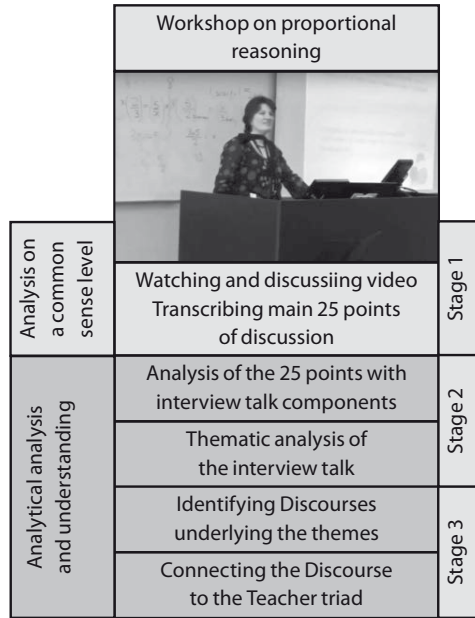 Workshop on proportional
reasoning
Analysis on
a common
sense level
Watching and discussiing video
Transcribing main 25 points
of discussion
Stage 1
Analytical analysis
and understanding
Analysis of the 25 points with
interview talk components
Stage 2
Thematic analysis of
the interview talk
Identifying Discourses
underlying the themes
Stage 3
Connecting the Discourse
to the Teacher triad